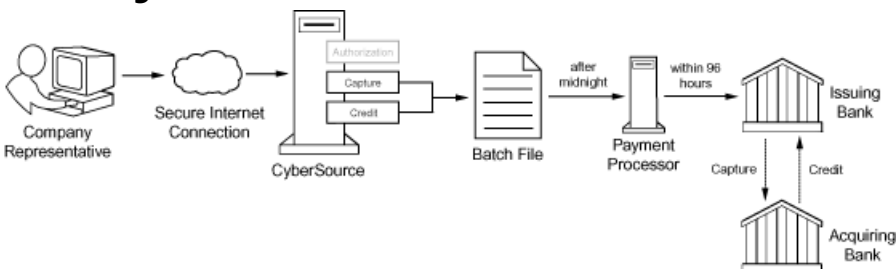 Company
Representative
Secure Internet
Connection
Authorization
Capture
Credit
CyberSource
Batch File
after
midnight
Payment
Processor
within 96
hours
Issuing
Bank
Capture
Credit
Acquiring
Bank